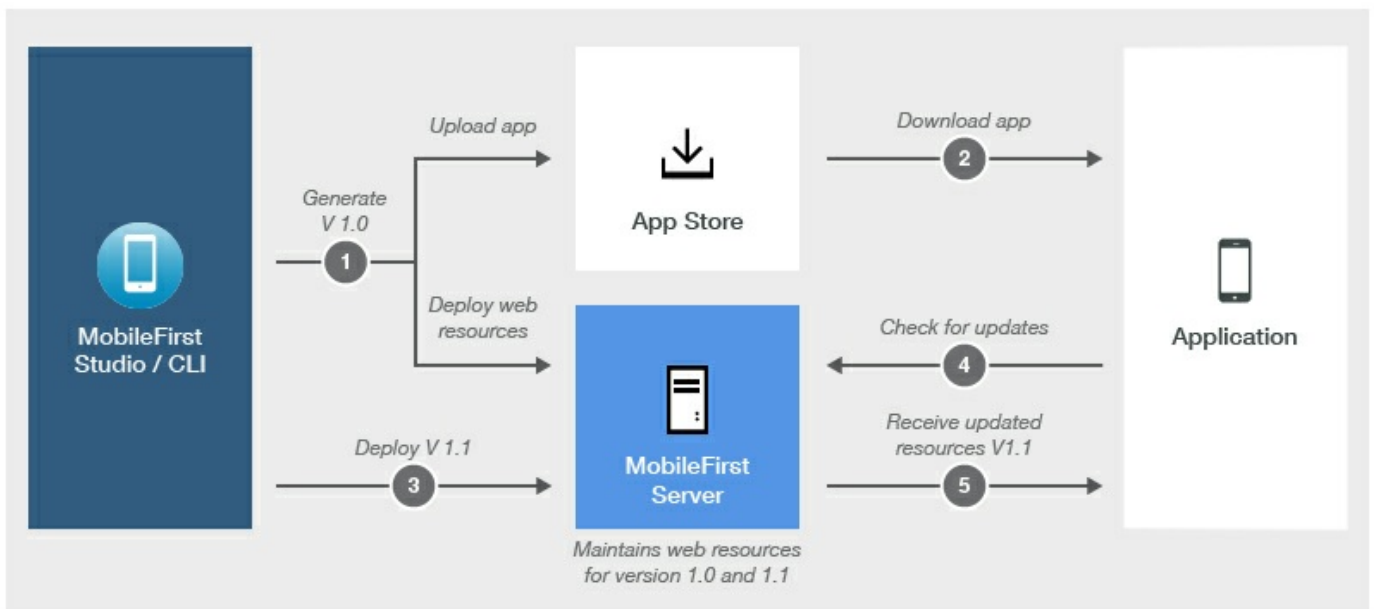 MobileFirst
Studio / CLI
Generate
V 1.0
1
Upload app
Deploy web
resources
App Store
Download app
2
Deploy V 1.1
3
MobileFirst
Server
Maintains web resources
for version 1.0 and 1.1
Check for updates
4
Receive updated
resources V1.1
5
Application